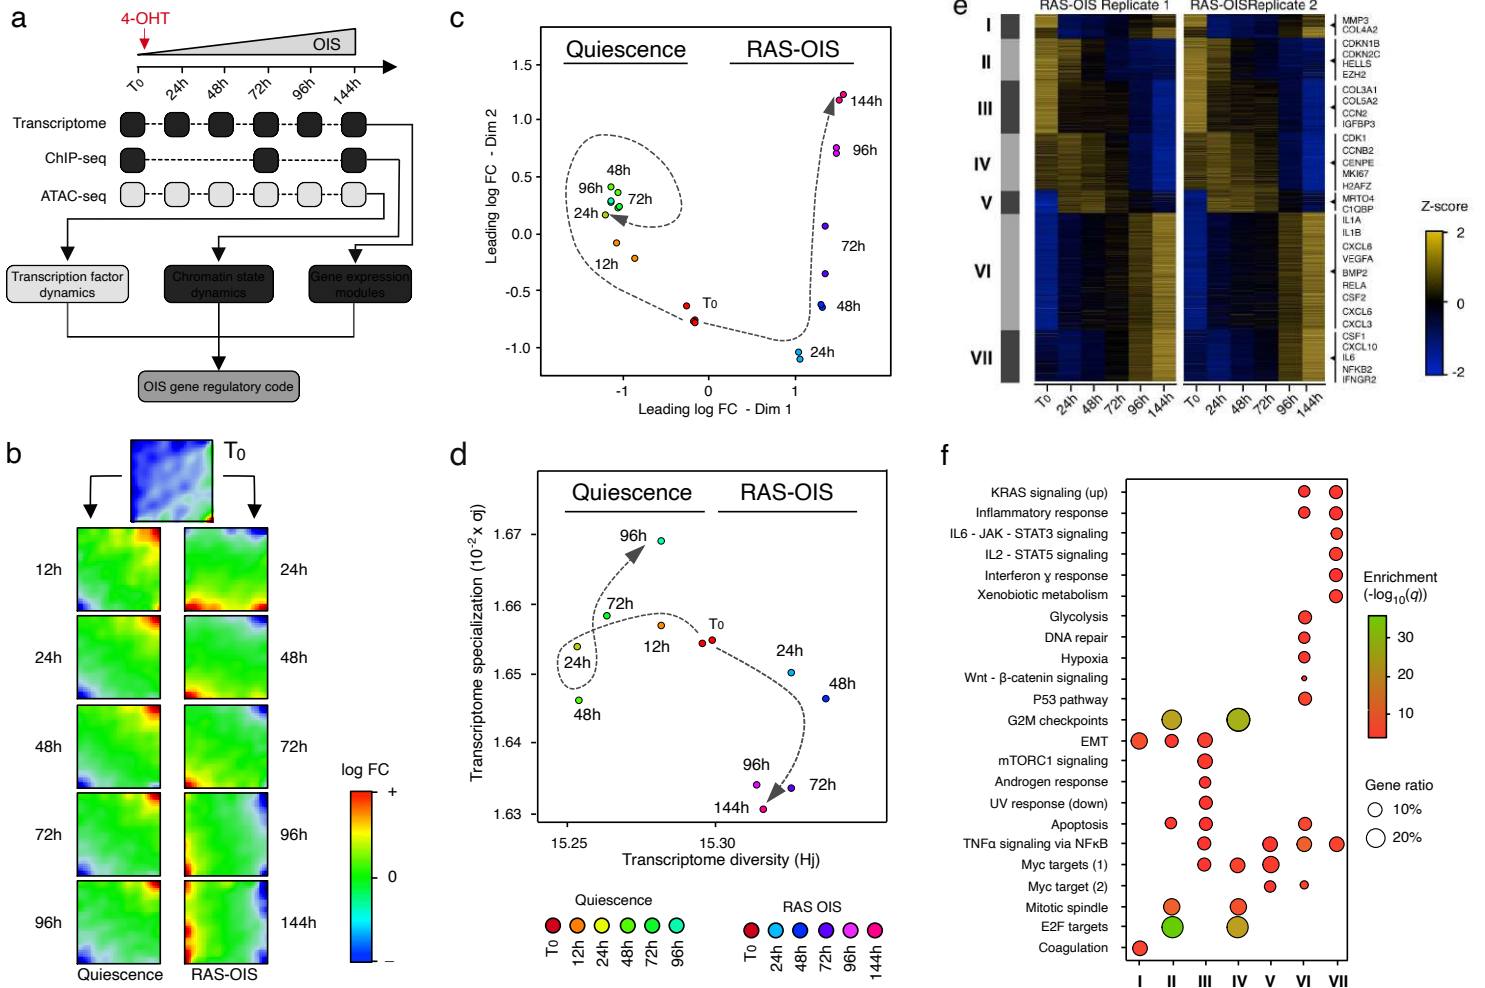 a
4-OHT
OIS
T0 24h 48h 72h 96h 144h
Transcriptome
ChIP-seq
ATAC-seq
Transcription factor
dynamics
Chromatin state
dynamics
Gene expression
modules
OIS gene regulatory code
b
T0
12h
24h
48h
72h
96h
24h
48h
72h
96h
144h
Quiescence
RAS-OIS
log FC
+
0
–
c
Quiescence
RAS-OIS
Leading log FC - Dim 2
1.5
1.0
0.5
0.0
-0.5
-1.0
48h
96h
72h
24h
12h
T0
144h
96h
72h
48h
24h
-1 0 1
Leading log FC - Dim 1
d
Quiescence
RAS-OIS
Transcriptome specialization (10⁻² x σj)
1.67
1.66
1.65
1.64
1.63
96h
72h
T0
12h
24h
48h
24h
48h
96h
72h
144h
15.25 15.30
Transcriptome diversity (Hj)
Quiescence
T0 12h 24h 48h 72h 96h
RAS OIS
T0 24h 48h 72h 96h 144h
e
RAS-OIS Replicate 1
RAS-OISReplicate 2
I
II
III
IV
V
VI
VII
MMP3
COL4A2
CDKN1B
CDKN2C
HELLS
EZH2
COL3A1
COL5A2
CCN2
IGFBP3
CDK1
CCNB2
CENPE
MKI67
H2AFZ
MRTO4
C1QBP
IL1A
IL1B
CXCL6
VEGFA
BMP2
RELA
CSF2
CXCL6
CXCL3
CSF1
CXCL10
IL6
NFKB2
IFNGR2
T0 24h 48h 72h 96h 144h
T0 24h 48h 72h 96h 144h
Z-score
2
0
-2
f
KRAS signaling (up)
Inflammatory response
IL6 - JAK - STAT3 signaling
IL2 - STAT5 signaling
Interferon γ response
Xenobiotic metabolism
Glycolysis
DNA repair
Hypoxia
Wnt - β-catenin signaling
P53 pathway
G2M checkpoints
EMT
mTORC1 signaling
Androgen response
UV response (down)
Apoptosis
TNFα signaling via NFκB
Myc targets (1)
Myc target (2)
Mitotic spindle
E2F targets
Coagulation
I II III IV V VI VII
Enrichment
(-log10(q))
30
20
10
Gene ratio
10%
20%